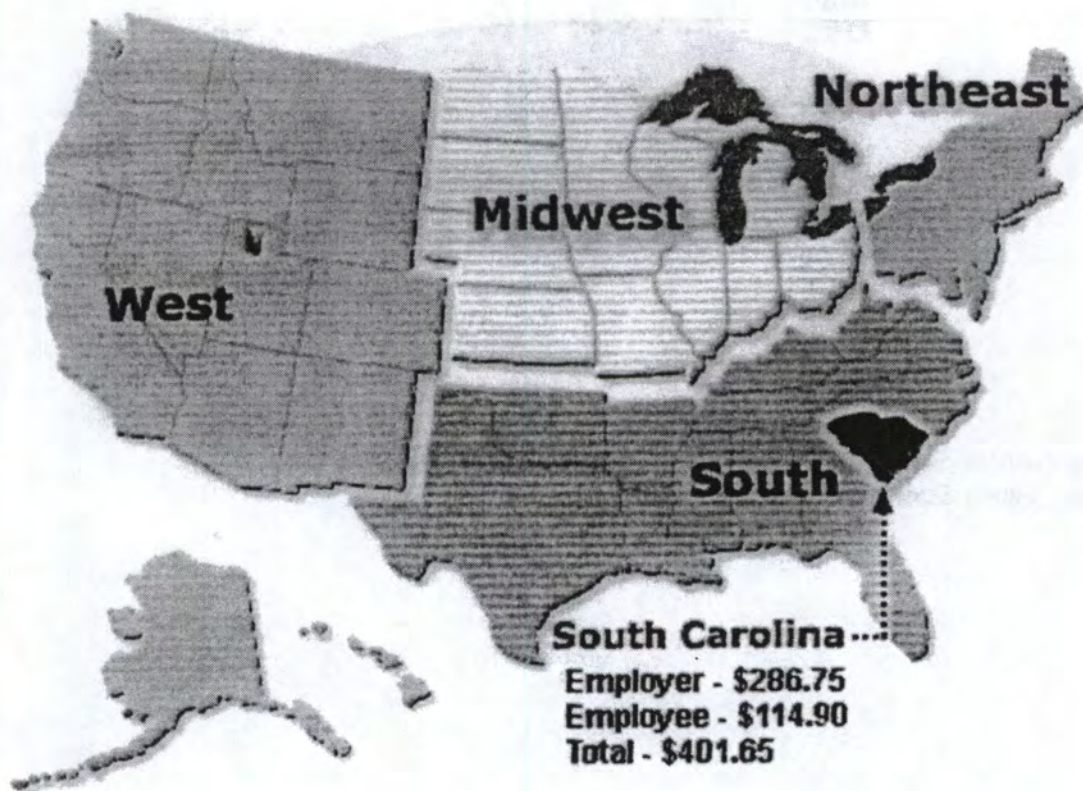 Northeast
Midwest
West
South
South Carolina
Employer - $286.75
Employee - $114.90
Total - $401.65